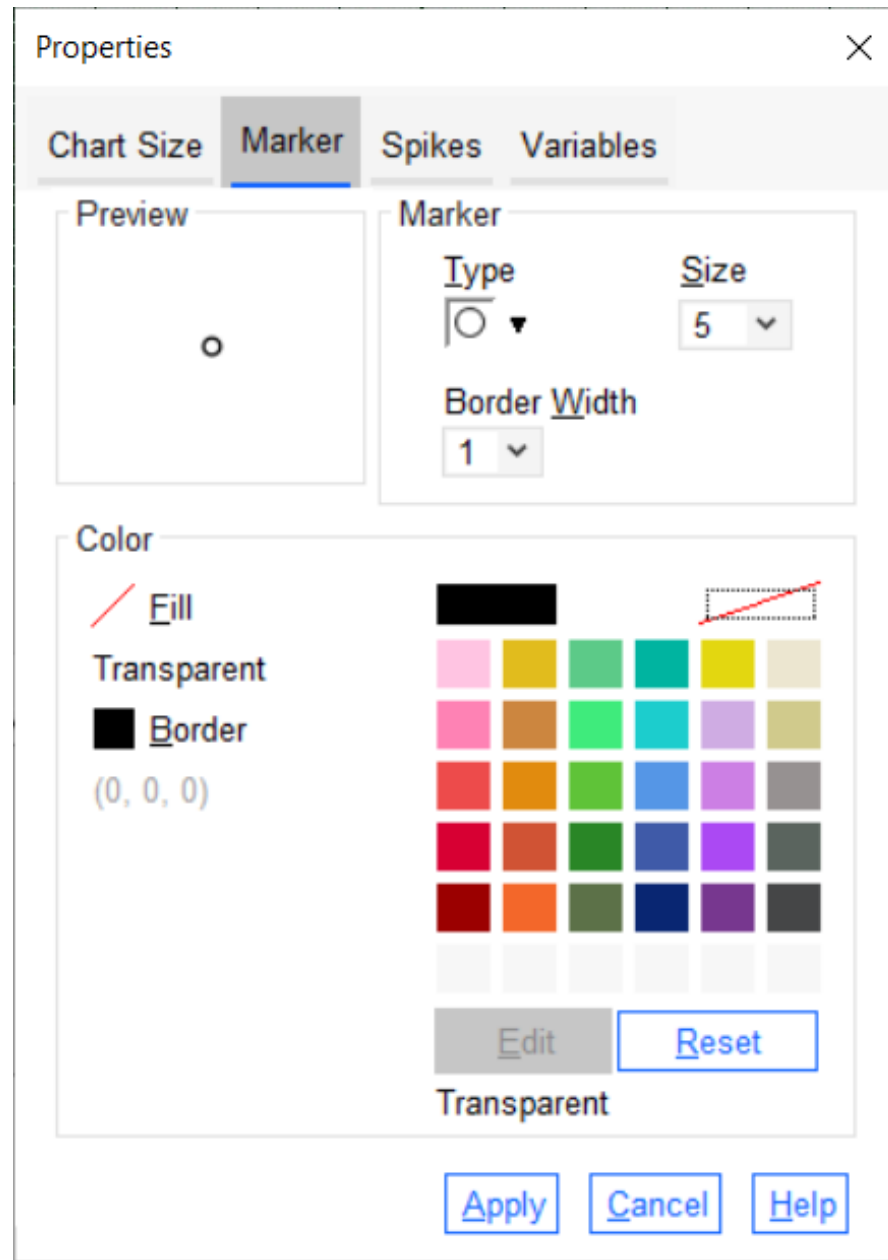 Properties
Chart Size Marker Spikes Variables
Preview
Marker
Type Size
5
Border Width
1
Color
Fill
Transparent
Border
(0, 0, 0)
Edit Reset
Transparent
Apply Cancel Help